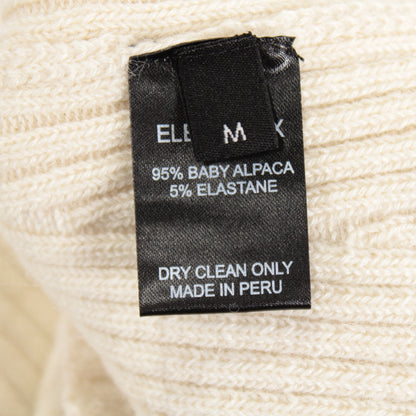 M
95% BABY ALPACA
5% ELASTANE
DRY CLEAN ONLY
MADE IN PERU